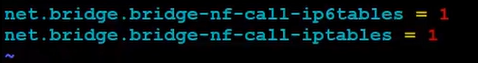 net.bridge.bridge-nf-call-ip6tables = 1
net.bridge.bridge-nf-call-iptables = 1
~